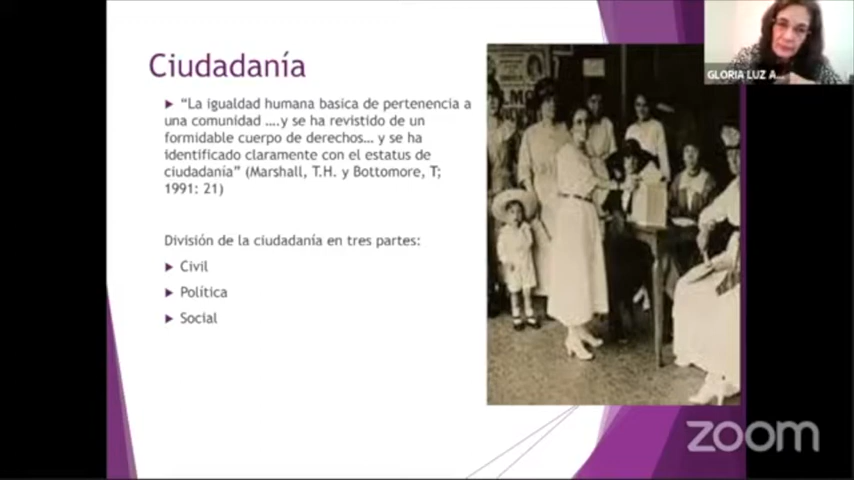 Ciudadanía
“La igualdad humana basica de pertenencia a
una comunidad ….y se ha revistido de un
formidable cuerpo de derechos… y se ha
identificado claramente con el estatus de
ciudadanía” (Marshall, T.H. y Bottomore, T;
1991: 21)
División de la ciudadanía en tres partes:
Civil
Política
Social
GLORIA LUZ A...
zoom